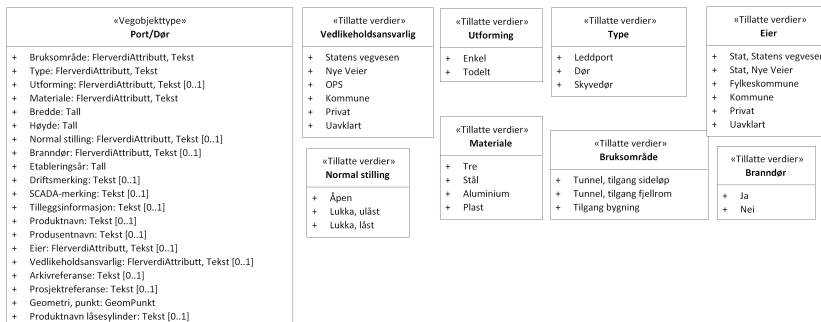 «Vegobjekttype»
Port/Dør
+ Bruksområde: FlerverdiAttributt, Tekst
+ Type: FlerverdiAttributt, Tekst
+ Utforming: FlerverdiAttributt, Tekst [0..1]
+ Materiale: FlerverdiAttributt, Tekst
+ Bredde: Tall
+ Høyde: Tall
+ Normal stilling: FlerverdiAttributt, Tekst [0..1]
+ Branndør: FlerverdiAttributt, Tekst [0..1]
+ Etableringsår: Tall
+ Driftsmerking: Tekst [0..1]
+ SCADA-merking: Tekst [0..1]
+ Tilleggsinformasjon: Tekst [0..1]
+ Produktnavn: Tekst [0..1]
+ Produsentnavn: Tekst [0..1]
+ Eier: FlerverdiAttributt, Tekst [0..1]
+ Vedlikeholdsansvarlig: FlerverdiAttributt, Tekst [0..1]
+ Arkivreferanse: Tekst [0..1]
+ Prosjektreferanse: Tekst [0..1]
+ Geometri, punkt: GeomPunkt
+ Produktnavn låsesylinder: Tekst [0..1]
«Tillatte verdier»
Vedlikeholdsansvarlig
+ Statens vegvesen
+ Nye Veier
+ OPS
+ Kommune
+ Privat
+ Uavklart
«Tillatte verdier»
Normal stilling
+ Åpen
+ Lukka, ulåst
+ Lukka, låst
«Tillatte verdier»
Utforming
+ Enkel
+ Todelt
«Tillatte verdier»
Materiale
+ Tre
+ Stål
+ Aluminium
+ Plast
«Tillatte verdier»
Type
+ Leddport
+ Dør
+ Skyvedør
«Tillatte verdier»
Bruksområde
+ Tunnel, tilgang sideløp
+ Tunnel, tilgang fjellrom
+ Tilgang bygning
«Tillatte verdier»
Eier
+ Stat, Statens vegvesen
+ Stat, Nye Veier
+ Fylkeskommune
+ Kommune
+ Privat
+ Uavklart
«Tillatte verdier»
Branndør
+ Ja
+ Nei